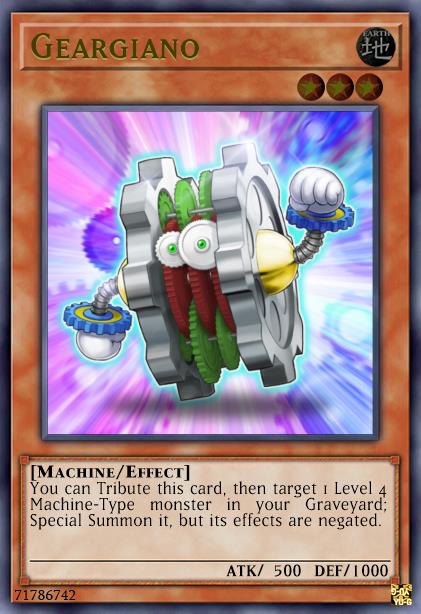 GEARGIANO
EARTH
地
[MACHINE/EFFECT]
You can Tribute this card, then target 1 Level 4
Machine-Type monster in your Graveyard;
Special Summon it, but its effects are negated.
ATK/ 500 DEF/1000
71786742